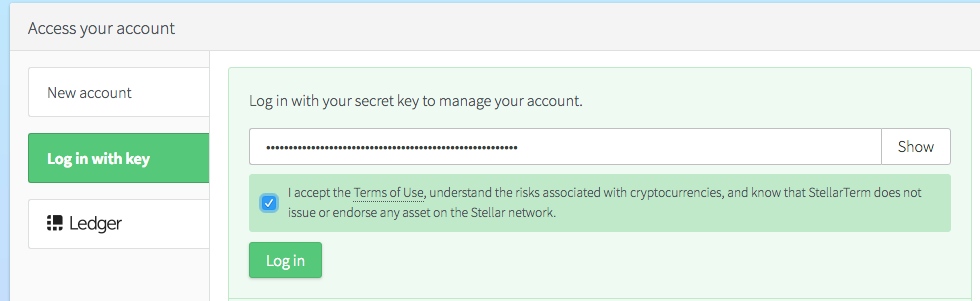 Access your account
New account
Log in with key
Ledger
Log in with your secret key to manage your account.
Show
I accept the Terms of Use, understand the risks associated with cryptocurrencies, and know that StellarTerm does not
issue or endorse any asset on the Stellar network.
Log in